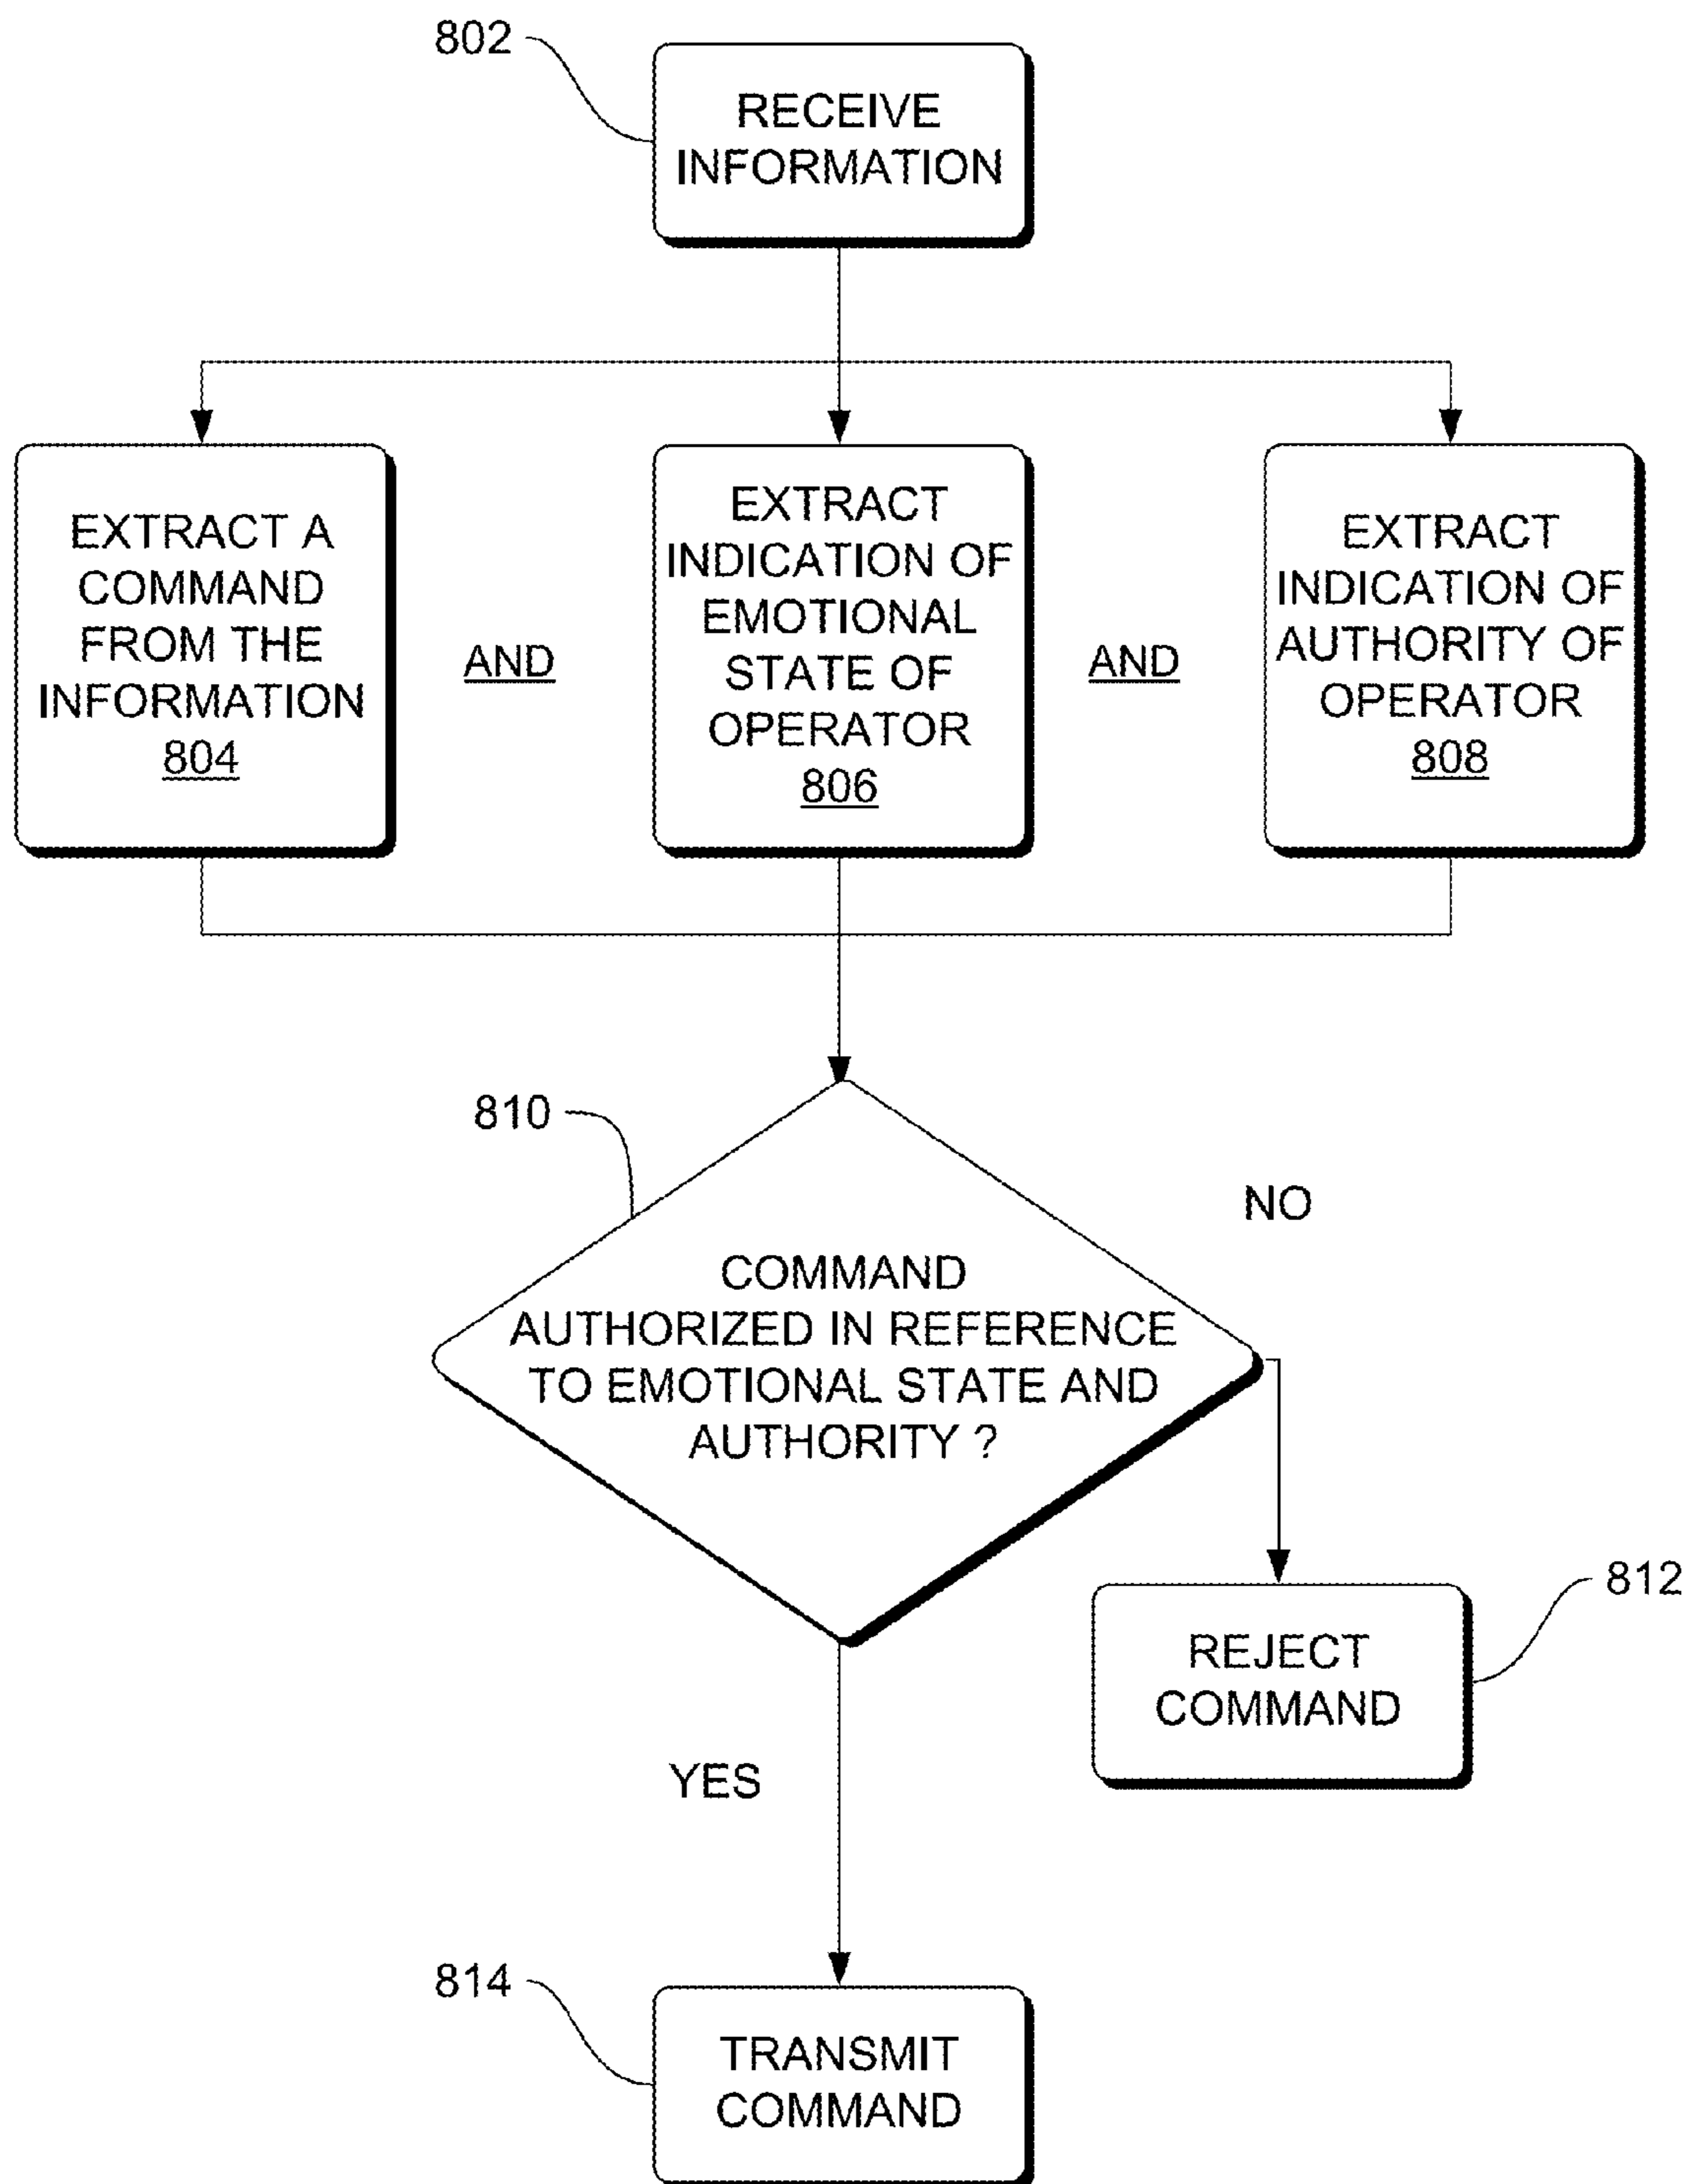 802
RECEIVE
INFORMATION
EXTRACT A
COMMAND
FROM THE
INFORMATION
804
AND
EXTRACT
INDICATION OF
EMOTIONAL
STATE OF
OPERATOR
806
AND
EXTRACT
INDICATION OF
AUTHORITY OF
OPERATOR
808
810
COMMAND
AUTHORIZED IN REFERENCE
TO EMOTIONAL STATE AND
AUTHORITY ?
NO
812
REJECT
COMMAND
YES
814
TRANSMIT
COMMAND